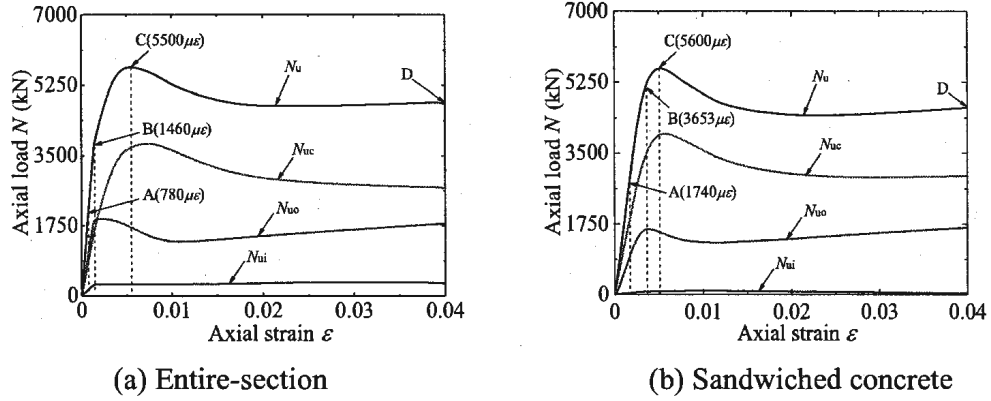 7000
5250
3500
1750
0
Axial load N (kN)
C(5500με)
B(1460με)
A(780με)
Nu
Nuc
Nuo
Nui
D
0 0.01 0.02 0.03 0.04
Axial strain ε
(a) Entire-section
7000
5250
3500
1750
0
Axial load N (kN)
C(5600με)
B(3653με)
A(1740με)
Nu
Nuc
Nuo
Nui
D
0 0.01 0.02 0.03 0.04
Axial strain ε
(b) Sandwiched concrete